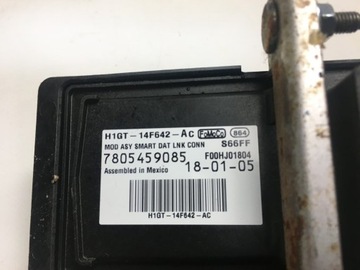 H1GT-14F642-AC FoMoCo 864
MOD ASY SMART DAT LNK CONN S66FF
7805459085 F00HJ01804
Assembled in Mexico 18-01-05
H1GT-14F642-AC